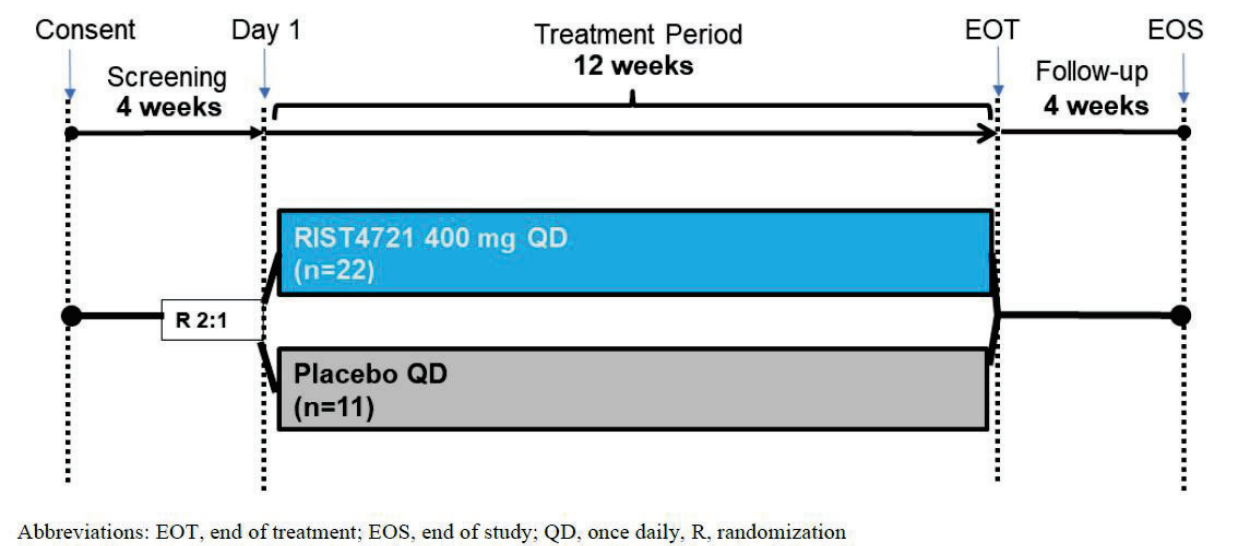 Consent
Day 1
Treatment Period
12 weeks
EOT
EOS
Screening
4 weeks
Follow-up
4 weeks
RIST4721 400 mg QD
(n=22)
R 2:1
Placebo QD
(n=11)
Abbreviations: EOT, end of treatment; EOS, end of study; QD, once daily, R, randomization